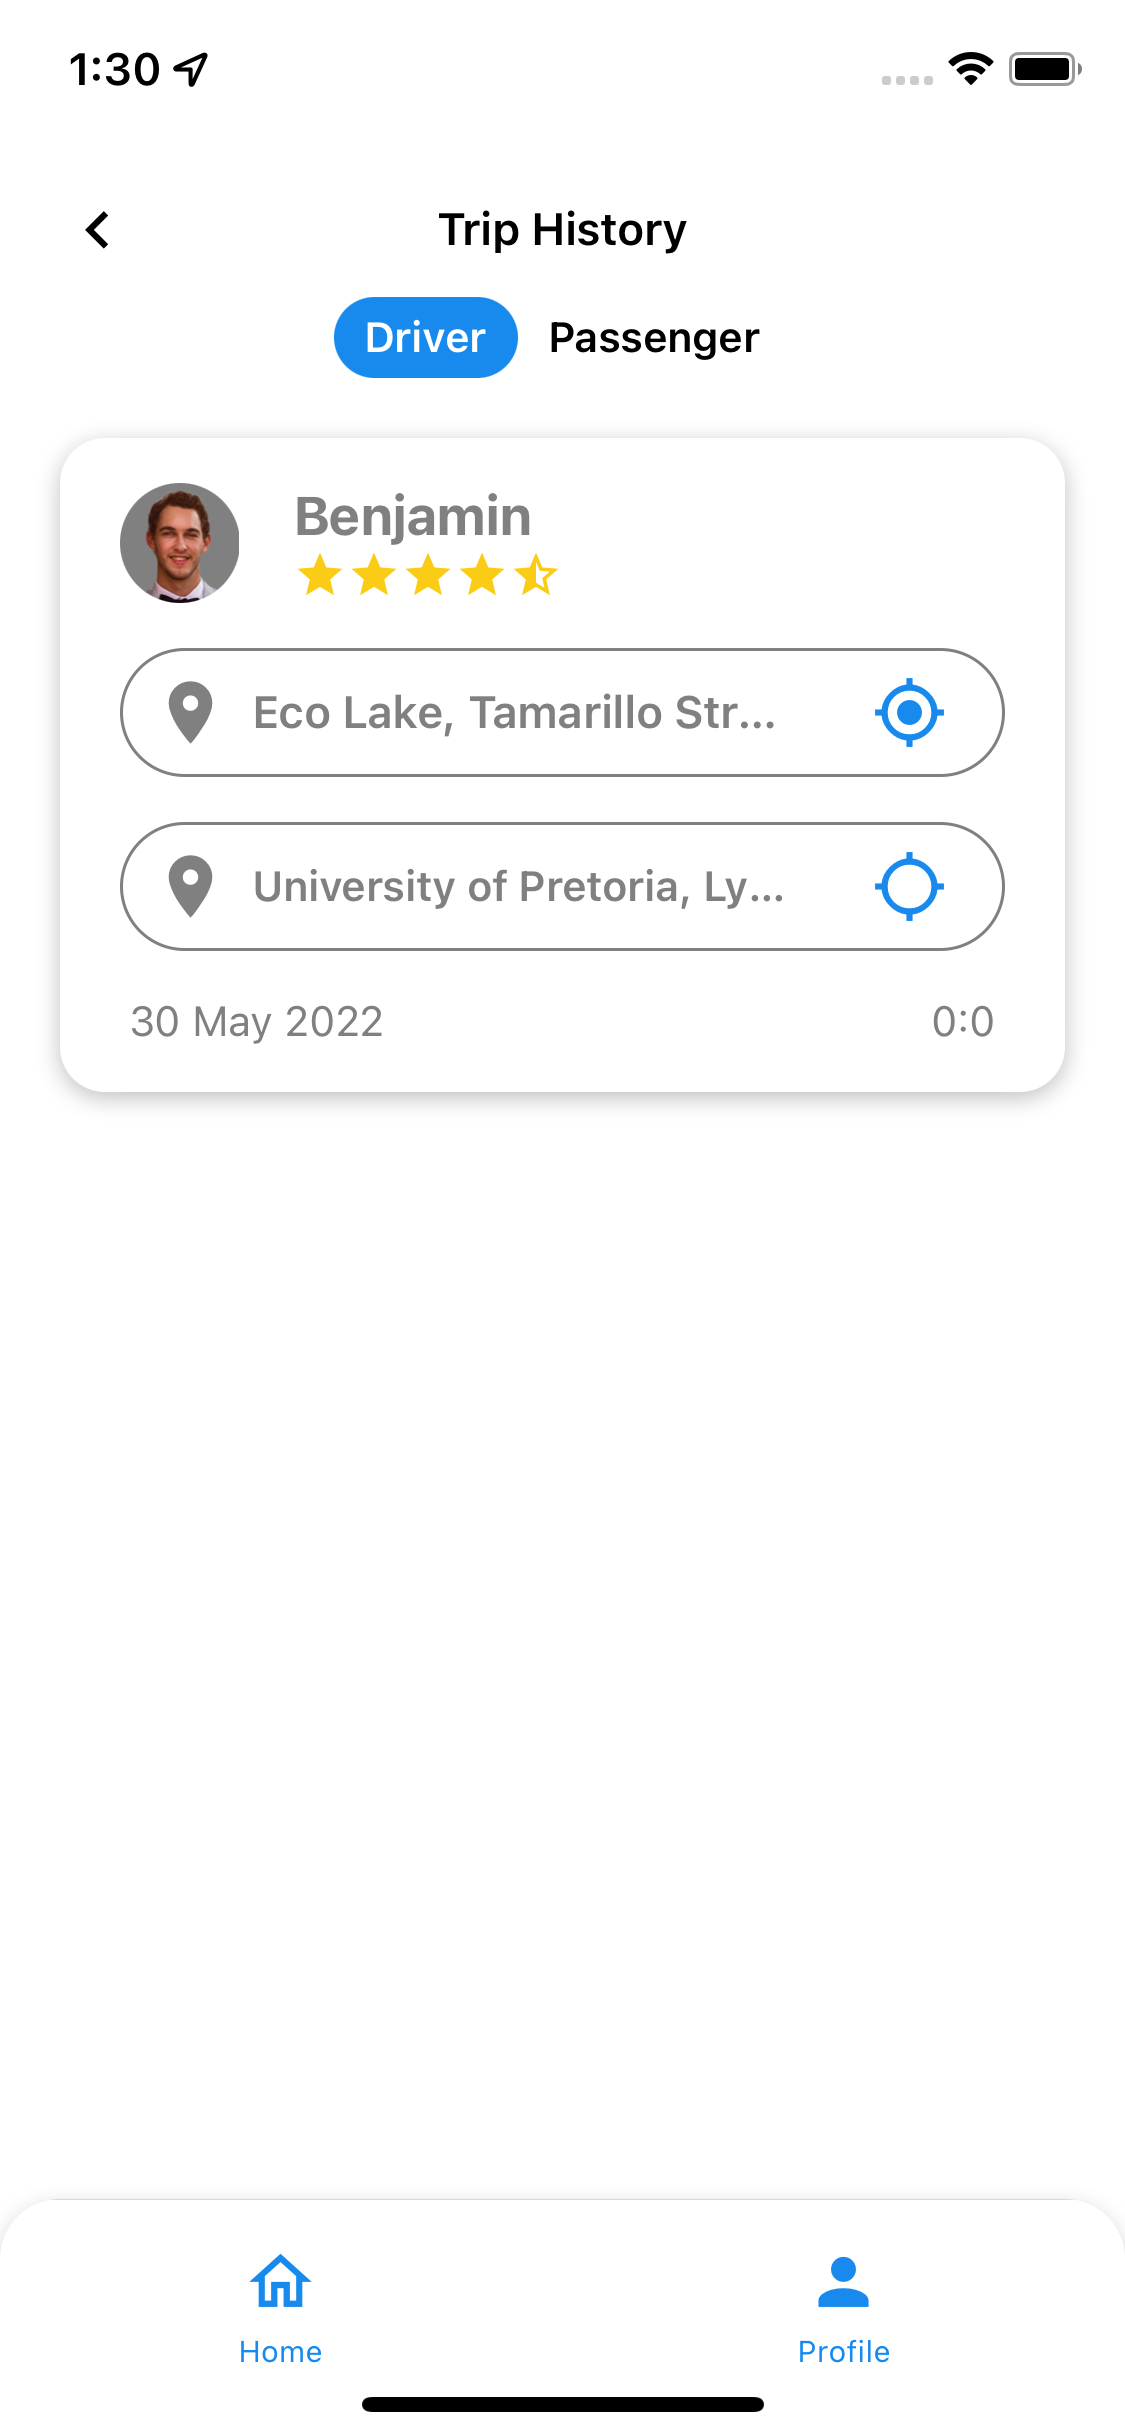 1:30
Trip History
Driver Passenger
Benjamin
Eco Lake, Tamarillo Str...
University of Pretoria, Ly...
30 May 2022 0:0
Home Profile